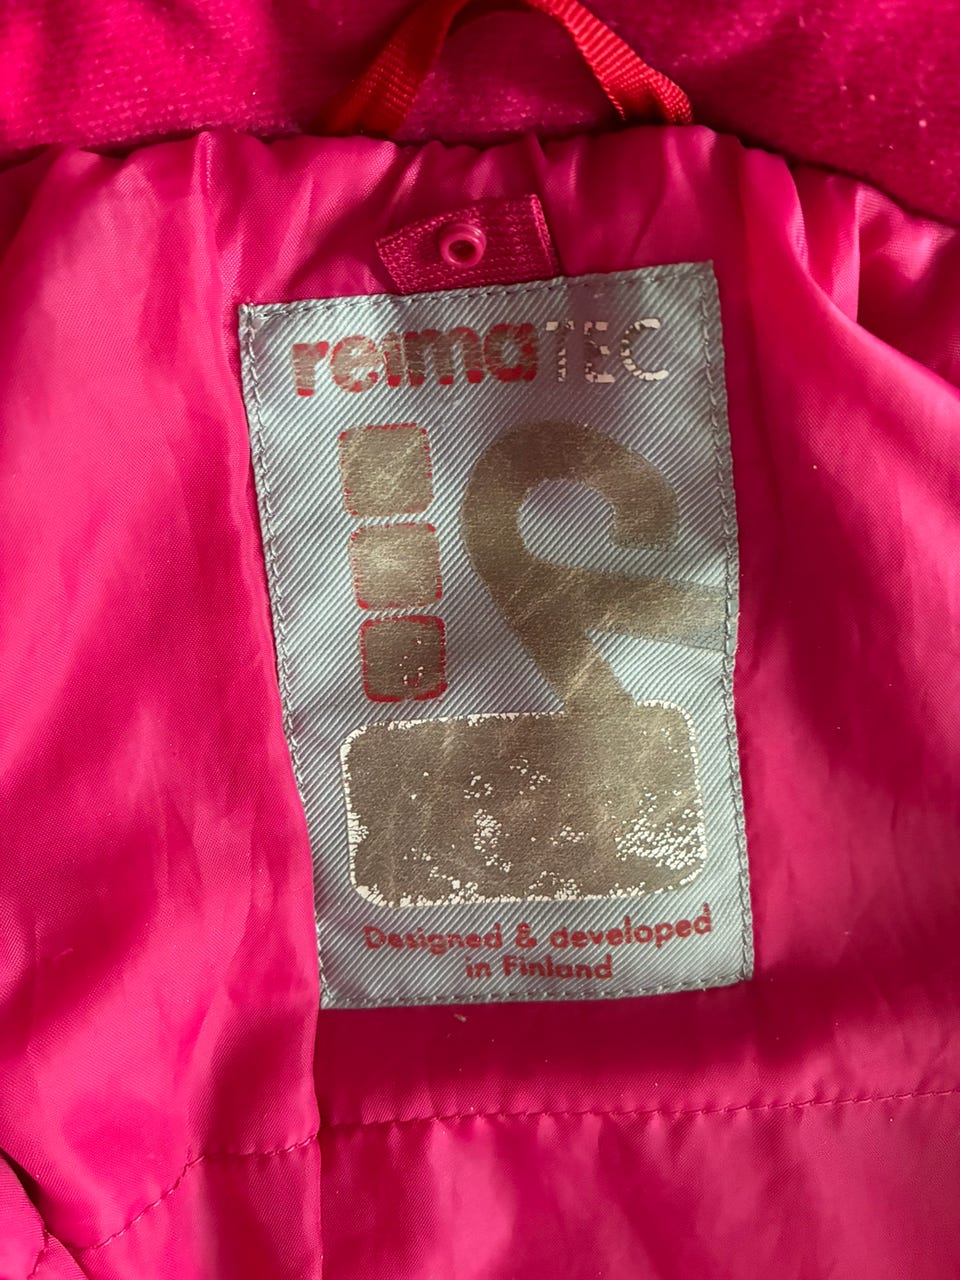 reimaTEC
Designed & developed
in Finland